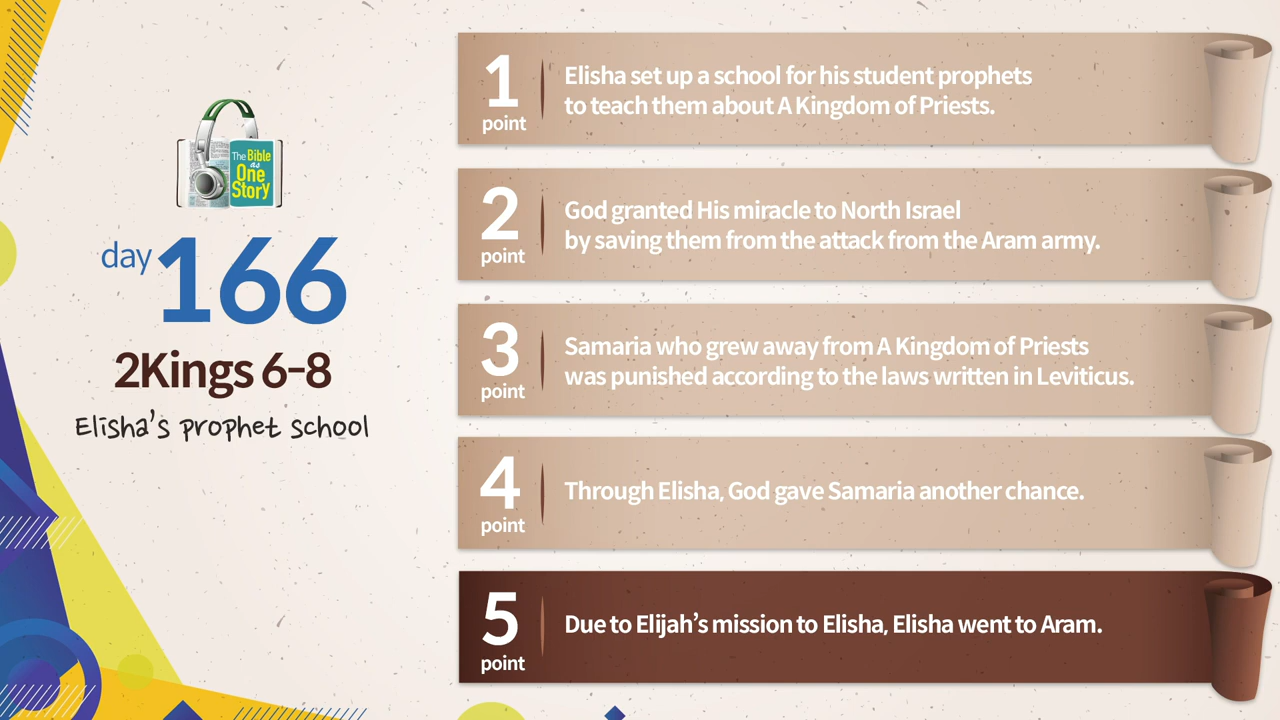 The Bible
as
One
Story
day 166
2Kings 6-8
Elisha's prophet school
1
point
Elisha set up a school for his student prophets
to teach them about A Kingdom of Priests.
2
point
God granted His miracle to North Israel
by saving them from the attack from the Aram army.
3
point
Samaria who grew away from A Kingdom of Priests
was punished according to the laws written in Leviticus.
4
point
Through Elisha, God gave Samaria another chance.
5
point
Due to Elijah's mission to Elisha, Elisha went to Aram.